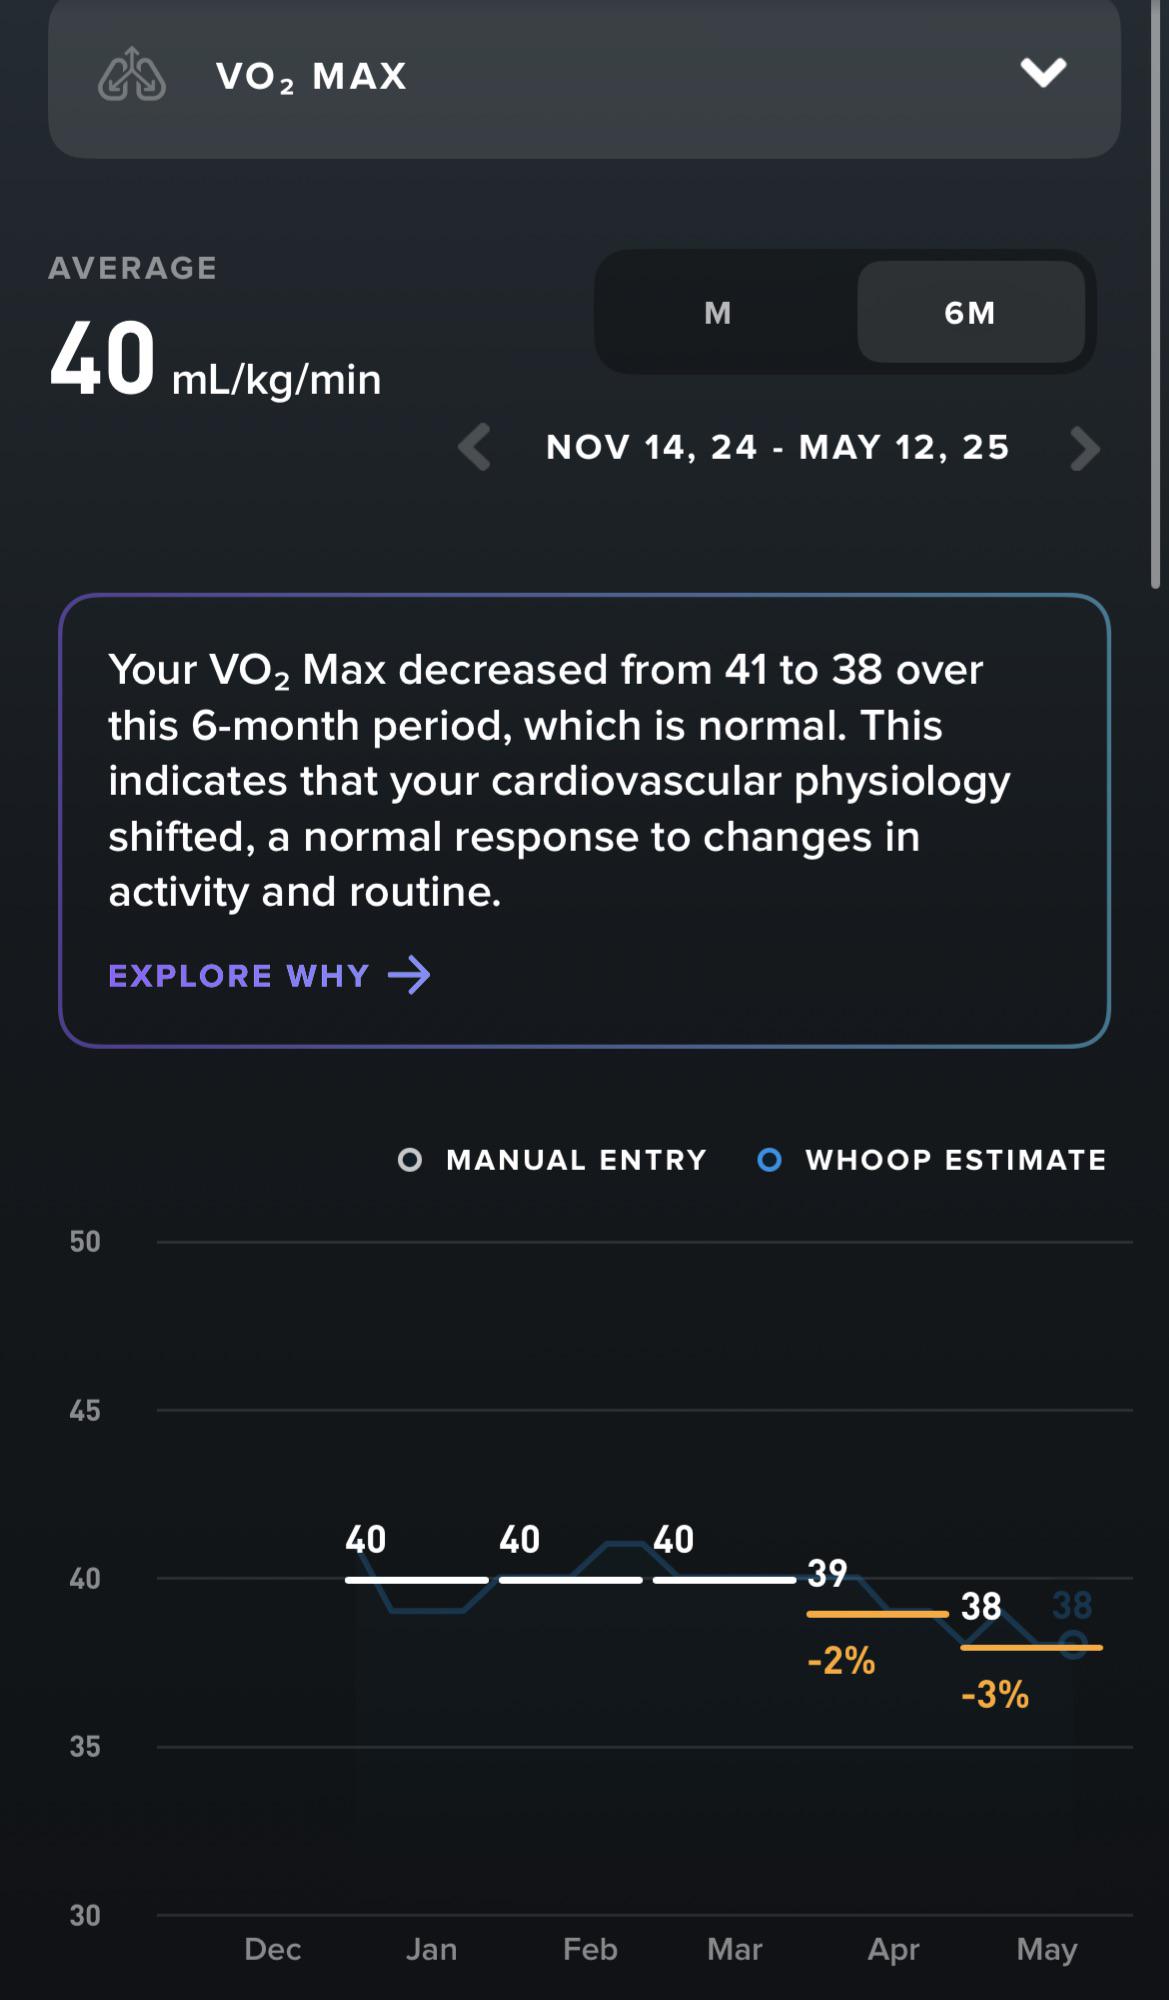 VO₂ MAX
AVERAGE
40 mL/kg/min
M
6M
NOV 14, 24 - MAY 12, 25
Your VO₂ Max decreased from 41 to 38 over
this 6-month period, which is normal. This
indicates that your cardiovascular physiology
shifted, a normal response to changes in
activity and routine.
EXPLORE WHY
MANUAL ENTRY
WHOOP ESTIMATE
50
45
40
40
40
40
39
38
38
-2%
-3%
35
30
Dec
Jan
Feb
Mar
Apr
May